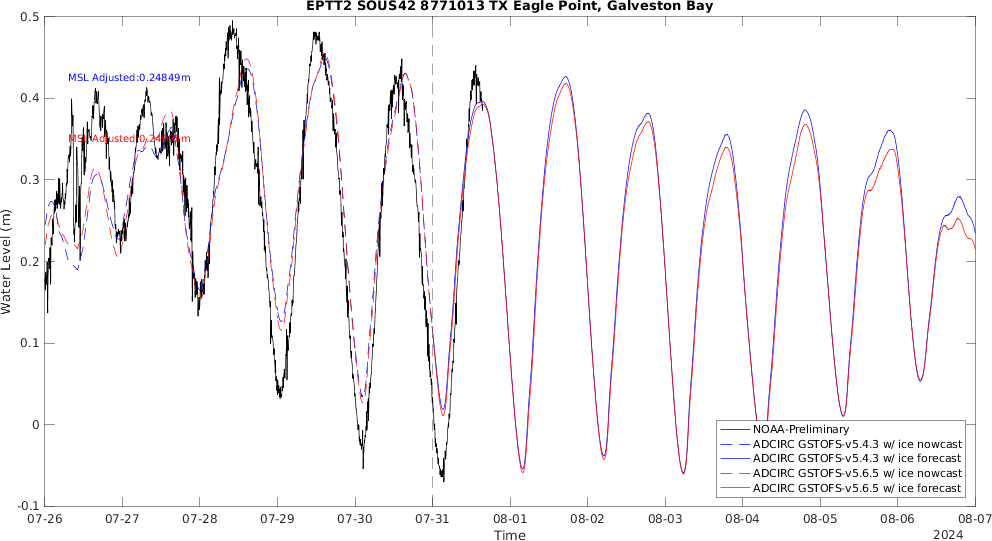 EPTT2 SOUS42 8771013 TX Eagle Point, Galveston Bay
0.5
0.4
0.3
0.2
0.1
0
-0.1
Water Level (m)
MSL Adjusted:0.24849m
MSL Adjusted:
NOAA-Preliminary
ADCIRC GSTOFS-v5.4.3 w/ ice nowcast
ADCIRC GSTOFS-v5.4.3 w/ ice forecast
ADCIRC GSTOFS-v5.6.5 w/ ice nowcast
ADCIRC GSTOFS-v5.6.5 w/ ice forecast
07-26 07-27 07-28 07-29 07-30 07-31 08-01 08-02 08-03 08-04 08-05 08-06 08-07
Time
2024